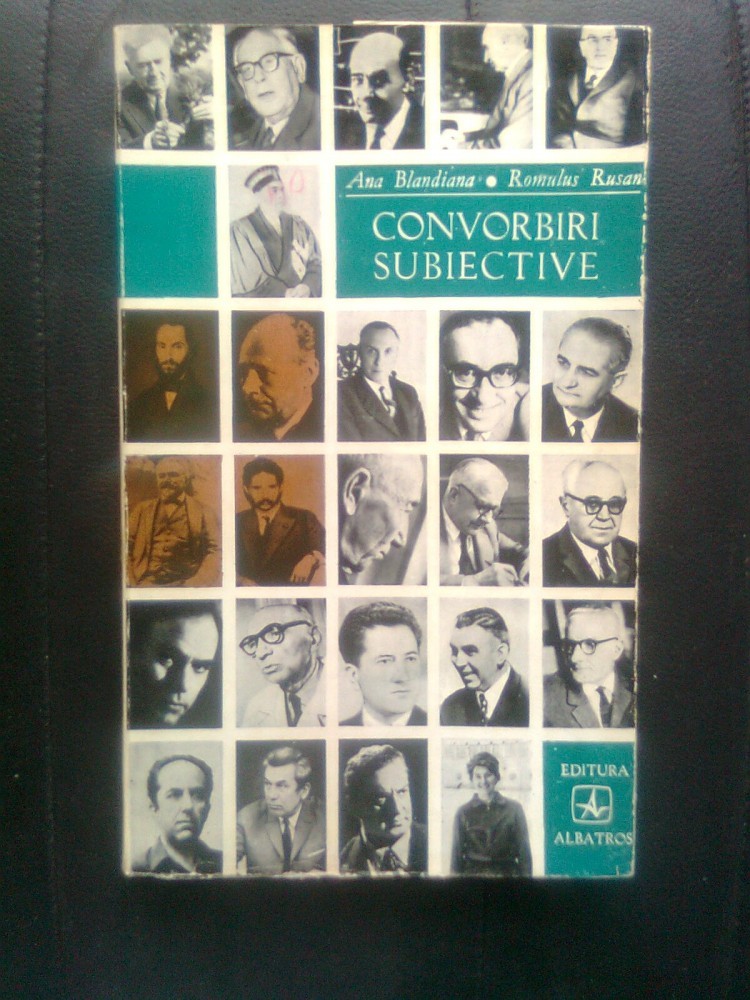 Ana Blandiana • Romulus Rusan
CONVORBIRI
SUBIECTIVE
EDITURA
ALBATROS